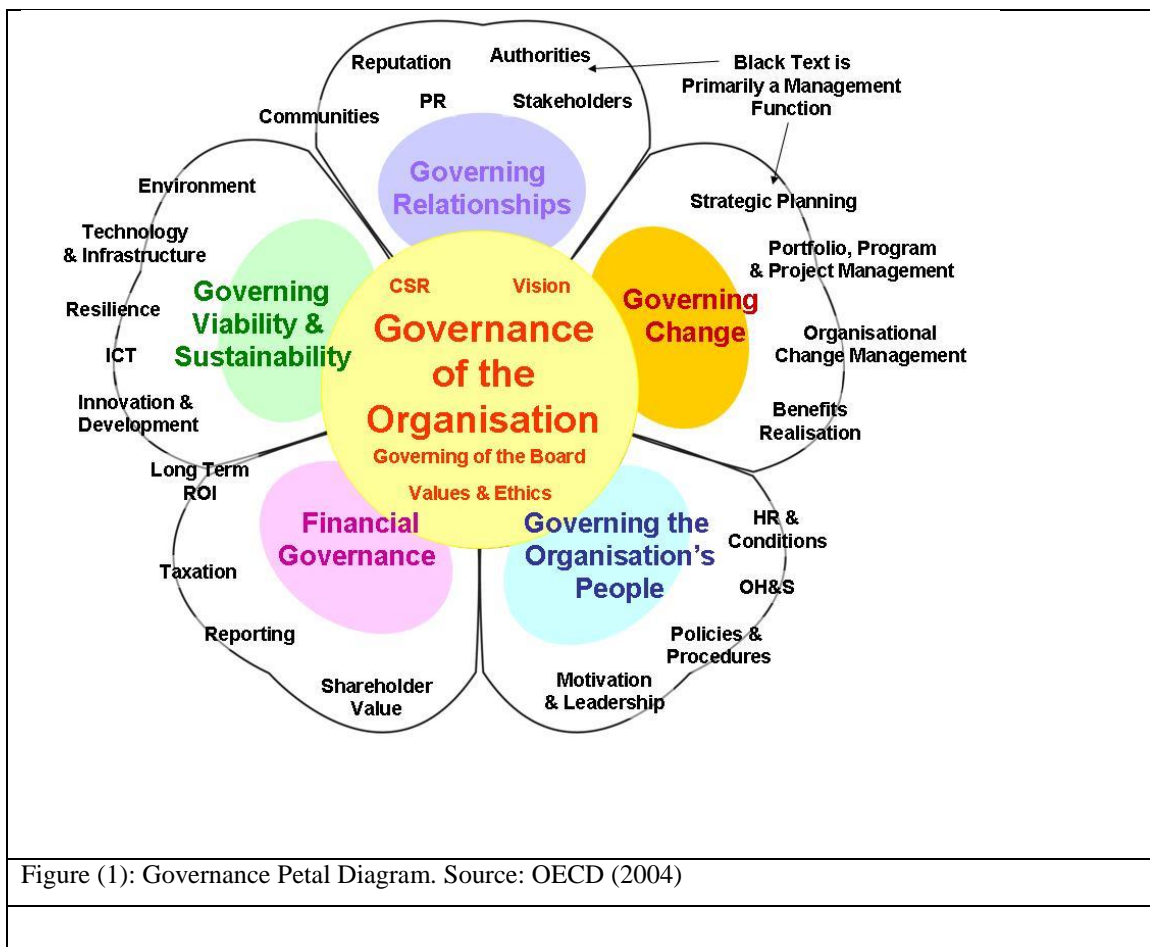 Reputation
Authorities
PR
Stakeholders
Communities
Black Text is
Primarily a Management
Function
Governing
Relationships
Environment
Technology
& Infrastructure
Resilience
ICT
Innovation &
Development
Governing
Viability &
Sustainability
CSR
Vision
Governance
of the
Organisation
Governing of the Board
Values & Ethics
Governing
Change
Strategic Planning
Portfolio, Program
& Project Management
Organisational
Change Management
Benefits
Realisation
Long Term
ROI
Taxation
Reporting
Shareholder
Value
Financial
Governance
Governing the
Organisation's
People
HR &
Conditions
OH&S
Policies &
Procedures
Motivation
& Leadership
Figure (1): Governance Petal Diagram. Source: OECD (2004)